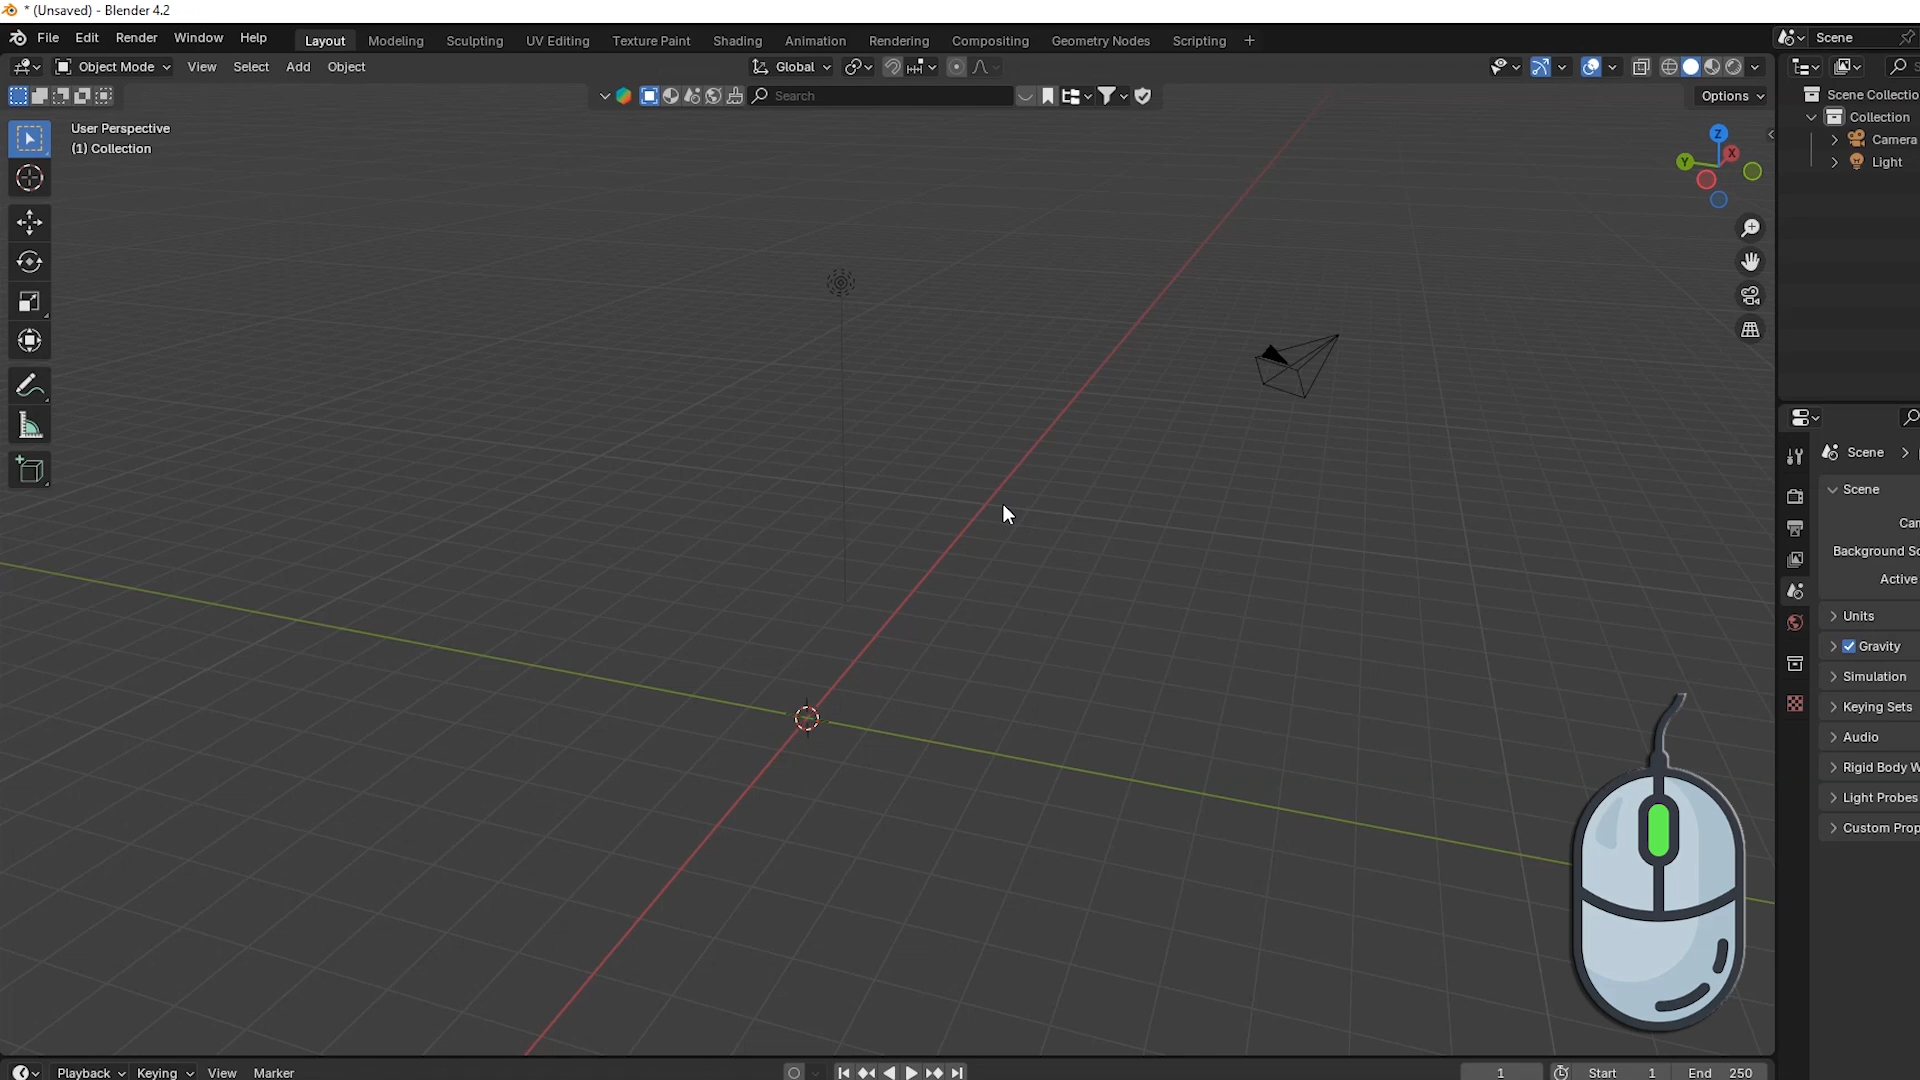 * (Unsaved) - Blender 4.2
File Edit Render Window Help Layout Modeling Sculpting UV Editing Texture Paint Shading Animation Rendering Compositing Geometry Nodes Scripting + Scene
Object Mode View Select Add Object Global
Search Options
User Perspective
(1) Collection
Z
Y
X
Scene Collectio
Collection
Camera
Light
Scene
Scene
Can
Background Sc
Active
Units
Gravity
Simulation
Keying Sets
Audio
Rigid Body W
Light Probes
Custom Prop
Playback Keying View Marker 1 Start 1 End 250